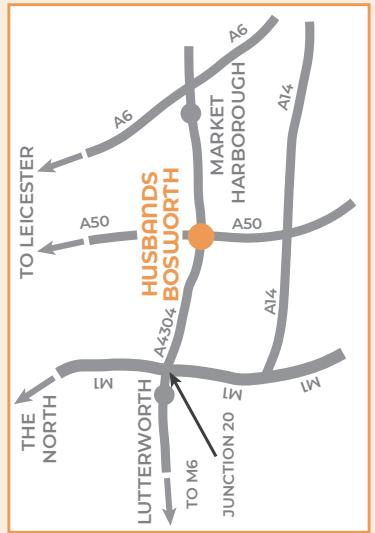 A6
A6
A14
MARKET
HARBOROUGH
TO LEICESTER
A50
HUSBANDS
BOSWORTH
A50
A14
A4304
THE
NORTH
M1
M1
M1
LUTTERWORTH
TO M6
JUNCTION 20